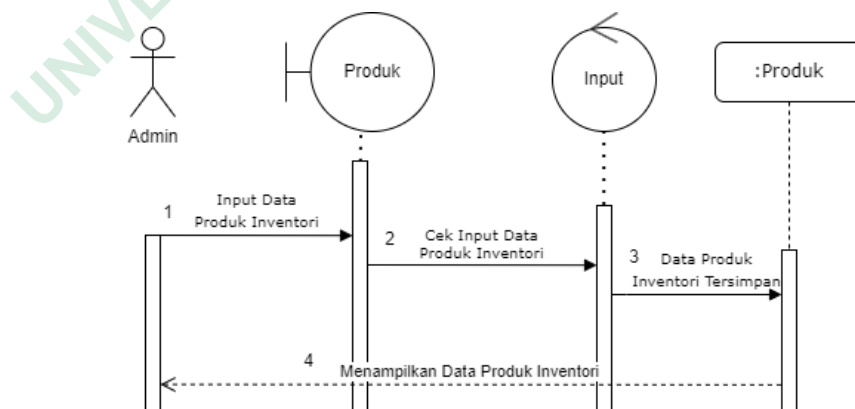 UNIVE
Produk
Input
:Produk
Admin
1
Input Data
Produk Inventori
2
Cek Input Data
Produk Inventori
3
Data Produk
Inventori Tersimpan
4
Menampilkan Data Produk Inventori